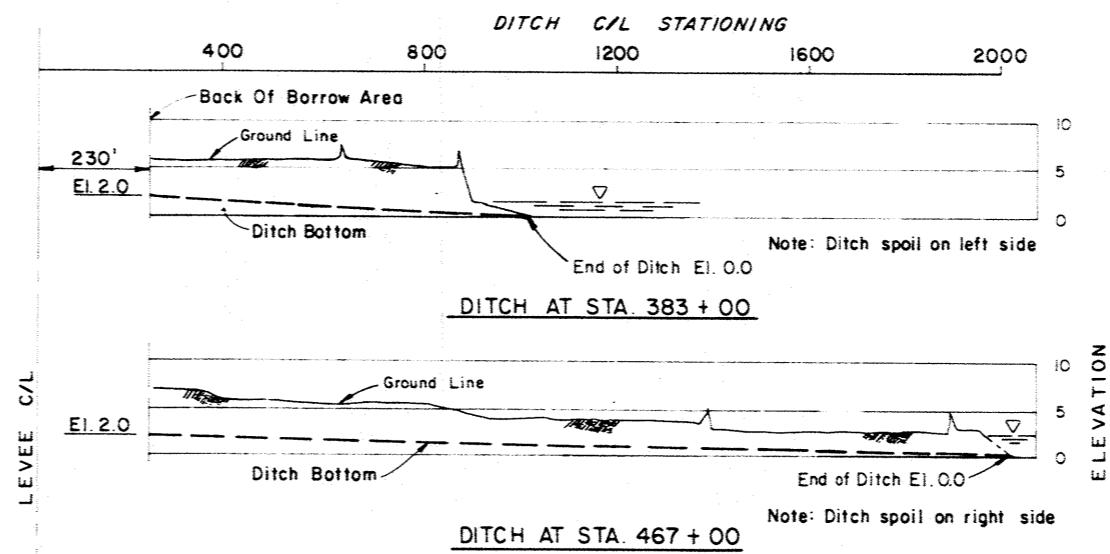 DITCH C/L STATIONING
400 800 1200 1600 2000
Back Of Borrow Area
10
Ground Line
230'
5
El. 2.0
0
Ditch Bottom
Note: Ditch spoil on left side
End of Ditch El. 0.0
DITCH AT STA. 383 + 00
10
Ground Line
5
El. 2.0
0
Ditch Bottom
End of Ditch El. 0.0
Note: Ditch spoil on right side
DITCH AT STA. 467 + 00
LEVEE C/L
ELEVATION